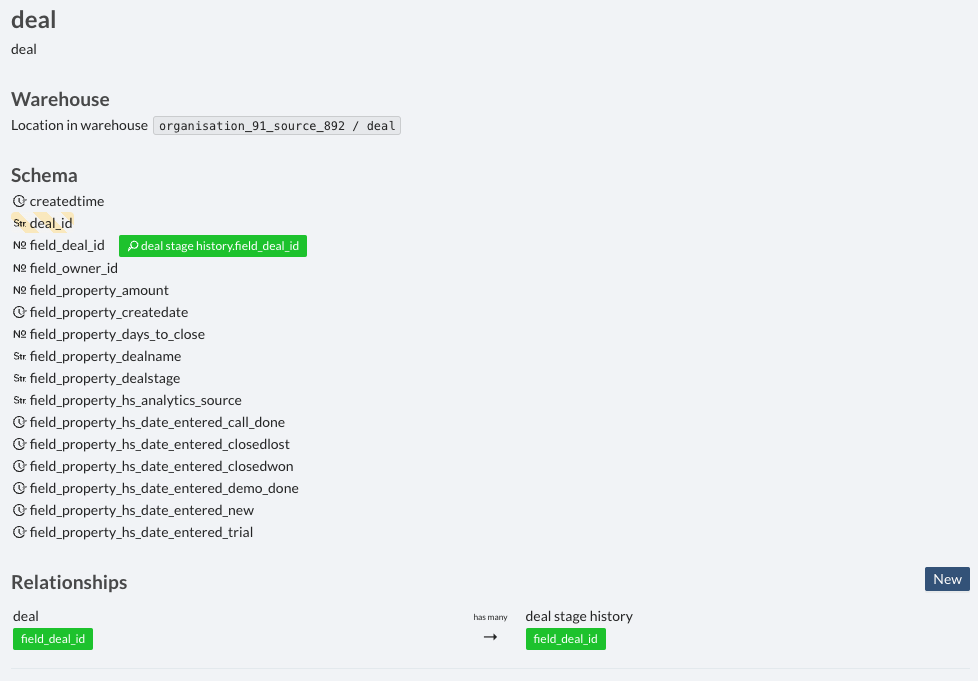 deal
deal
Warehouse
Location in warehouse organisation_91_source_892 / deal
Schema
createdtime
Str. deal_id
Nº field_deal_id deal stage history.field_deal_id
Nº field_owner_id
Nº field_property_amount
field_property_createdate
Nº field_property_days_to_close
Str. field_property_dealname
Str. field_property_dealstage
Str. field_property_hs_analytics_source
field_property_hs_date_entered_call_done
field_property_hs_date_entered_closedlost
field_property_hs_date_entered_closedwon
field_property_hs_date_entered_demo_done
field_property_hs_date_entered_new
field_property_hs_date_entered_trial
Relationships New
deal has many deal stage history
field_deal_id → field_deal_id